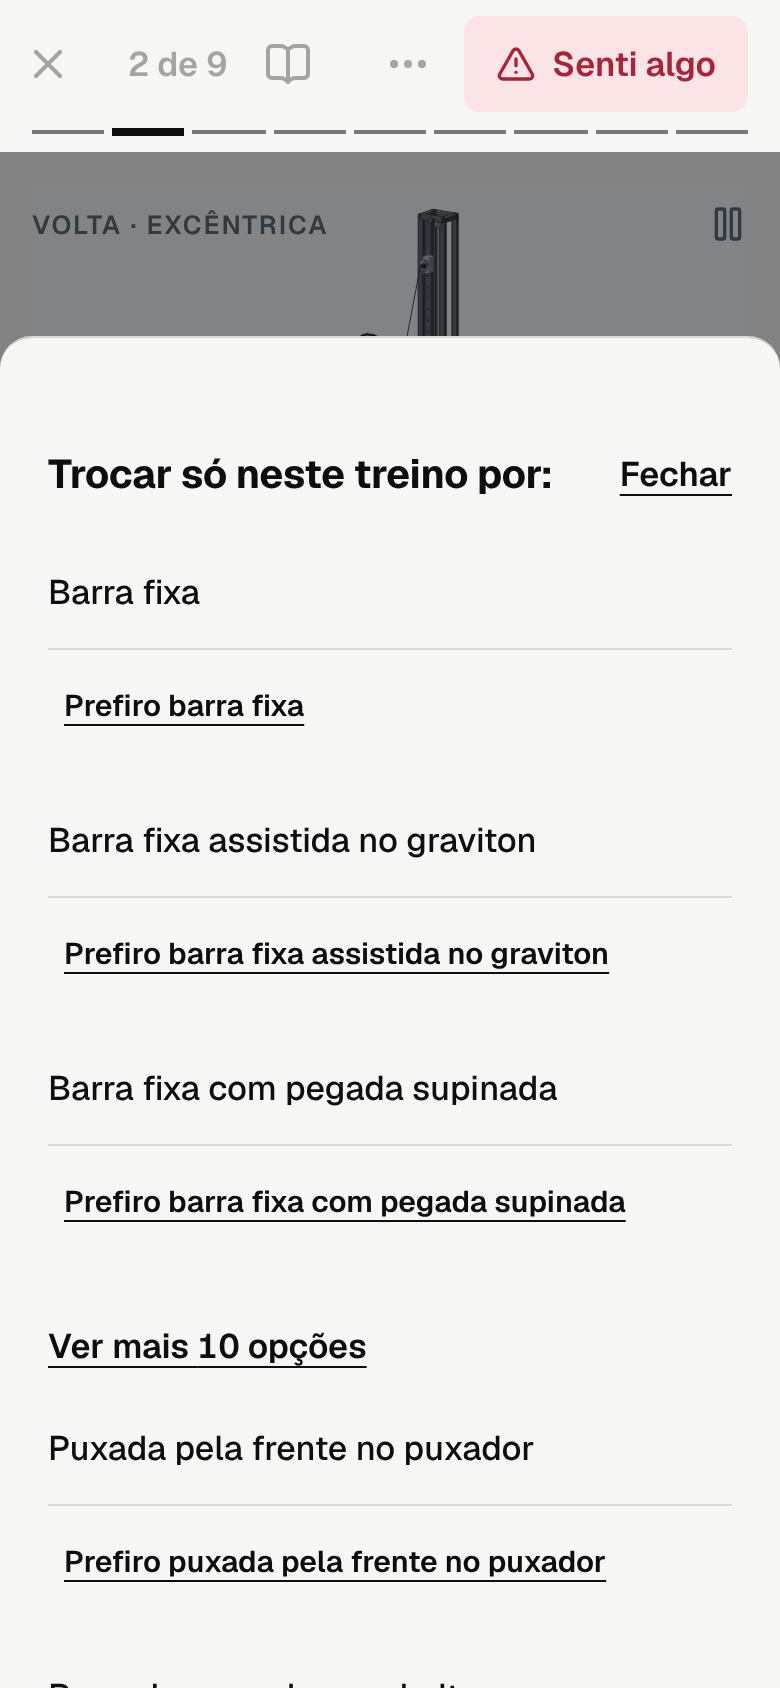 2 de 9
Senti algo
VOLTA · EXCÊNTRICA
Trocar só neste treino por:
Fechar
Barra fixa
Prefiro barra fixa
Barra fixa assistida no graviton
Prefiro barra fixa assistida no graviton
Barra fixa com pegada supinada
Prefiro barra fixa com pegada supinada
Ver mais 10 opções
Puxada pela frente no puxador
Prefiro puxada pela frente no puxador